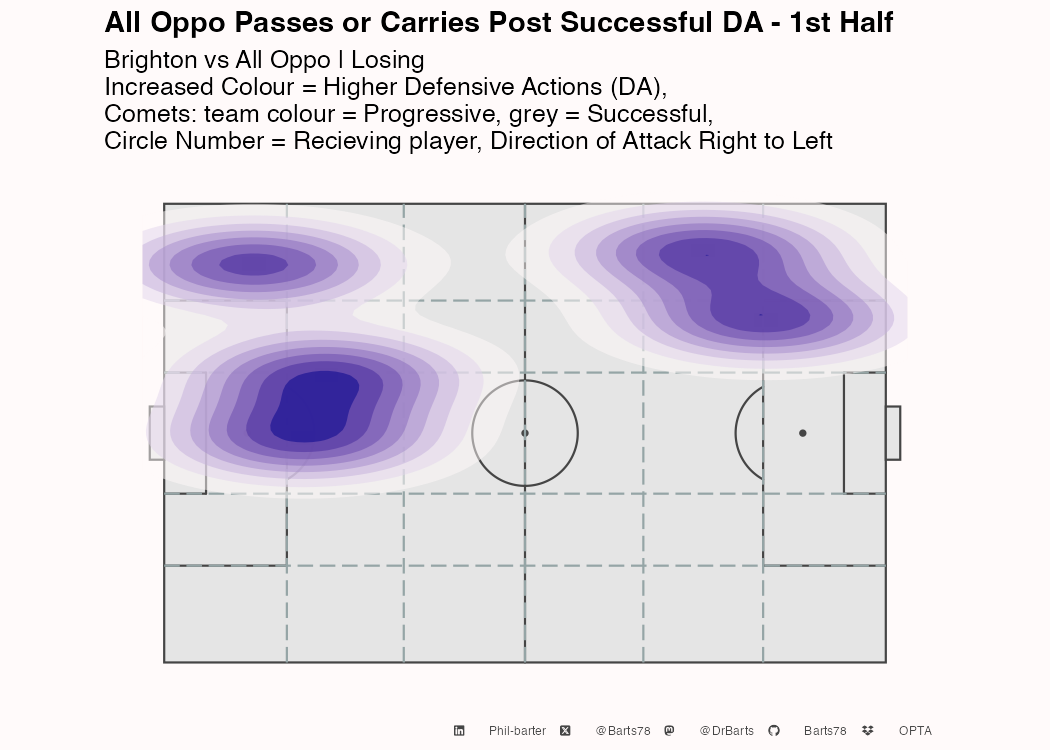 All Oppo Passes or Carries Post Successful DA - 1st Half
Brighton vs All Oppo | Losing
Increased Colour = Higher Defensive Actions (DA),
Comets: team colour = Progressive, grey = Successful,
Circle Number = Recieving player, Direction of Attack Right to Left
Phil-barter @Barts78 @DrBarts Barts78 OPTA